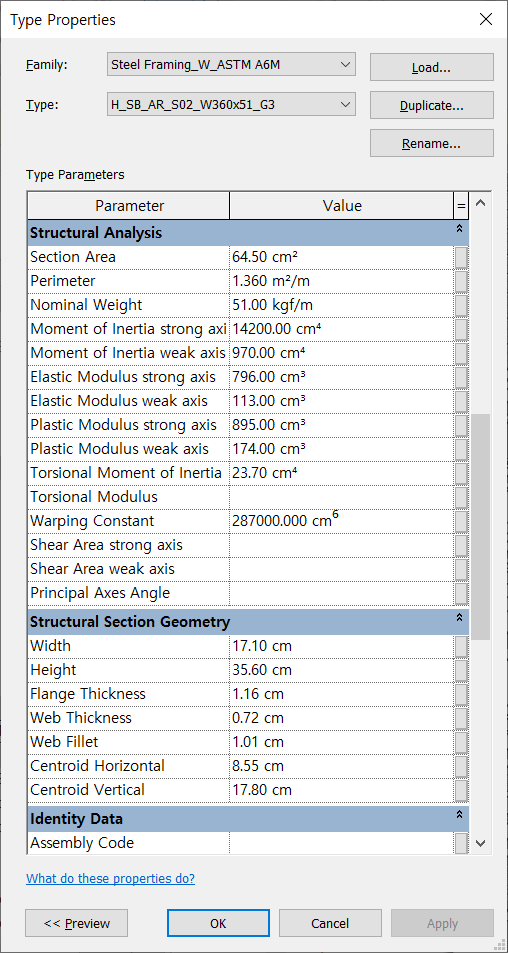 Type Properties
Family: Steel Framing_W_ASTM A6M Load...
Type: H_SB_AR_S02_W360x51_G3 Duplicate...
Rename...
Type Parameters
Parameter Value =
Structural Analysis
Section Area 64.50 cm²
Perimeter 1.360 m²/m
Nominal Weight 51.00 kgf/m
Moment of Inertia strong axi 14200.00 cm⁴
Moment of Inertia weak axis 970.00 cm⁴
Elastic Modulus strong axis 796.00 cm³
Elastic Modulus weak axis 113.00 cm³
Plastic Modulus strong axis 895.00 cm³
Plastic Modulus weak axis 174.00 cm³
Torsional Moment of Inertia 23.70 cm⁴
Torsional Modulus
Warping Constant 287000.000 cm⁶
Shear Area strong axis
Shear Area weak axis
Principal Axes Angle
Structural Section Geometry
Width 17.10 cm
Height 35.60 cm
Flange Thickness 1.16 cm
Web Thickness 0.72 cm
Web Fillet 1.01 cm
Centroid Horizontal 8.55 cm
Centroid Vertical 17.80 cm
Identity Data
Assembly Code
What do these properties do?
<< Preview OK Cancel Apply